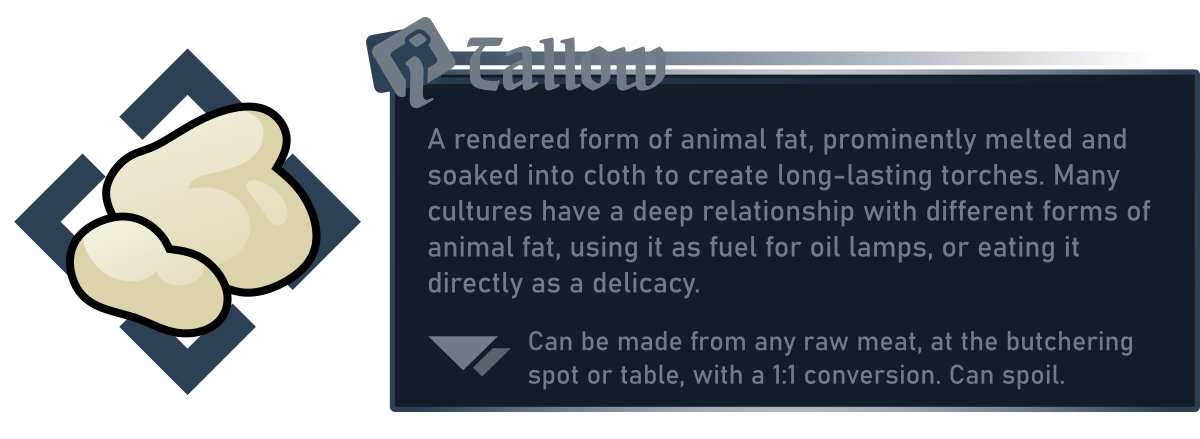 Tallow
A rendered form of animal fat, prominently melted and
soaked into cloth to create long-lasting torches. Many
cultures have a deep relationship with different forms of
animal fat, using it as fuel for oil lamps, or eating it
directly as a delicacy.
Can be made from any raw meat, at the butchering
spot or table, with a 1:1 conversion. Can spoil.